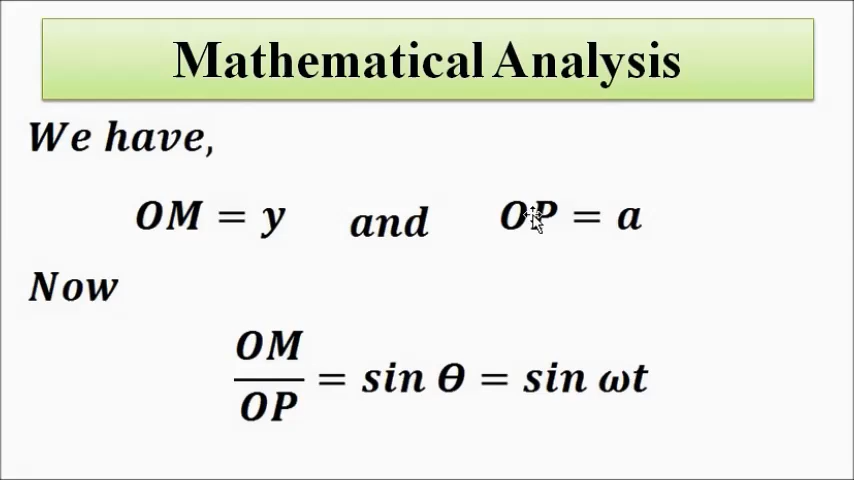 Mathematical Analysis
We have,
OM = y and OP = a
Now
OM/OP = sin θ = sin ωt